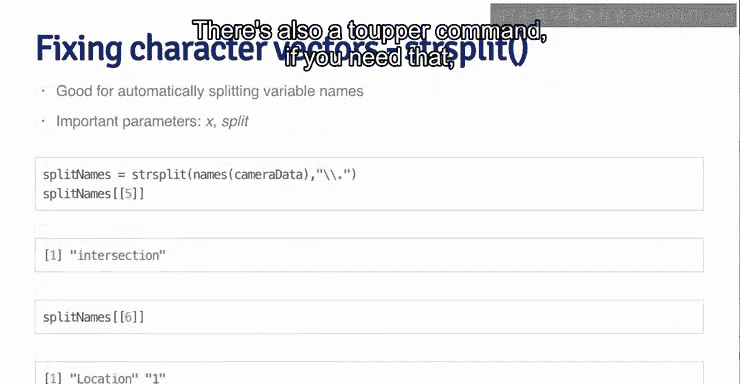 There's also a toupper command,
if you need that,
Fixing character vectors - strsplit()
· Good for automatically splitting variable names
· Important parameters: x, split
splitNames = strsplit(names(cameraData),"\\.")
splitNames[[5]]
[1] "intersection"
splitNames[[6]]
[1] "Location" "1"